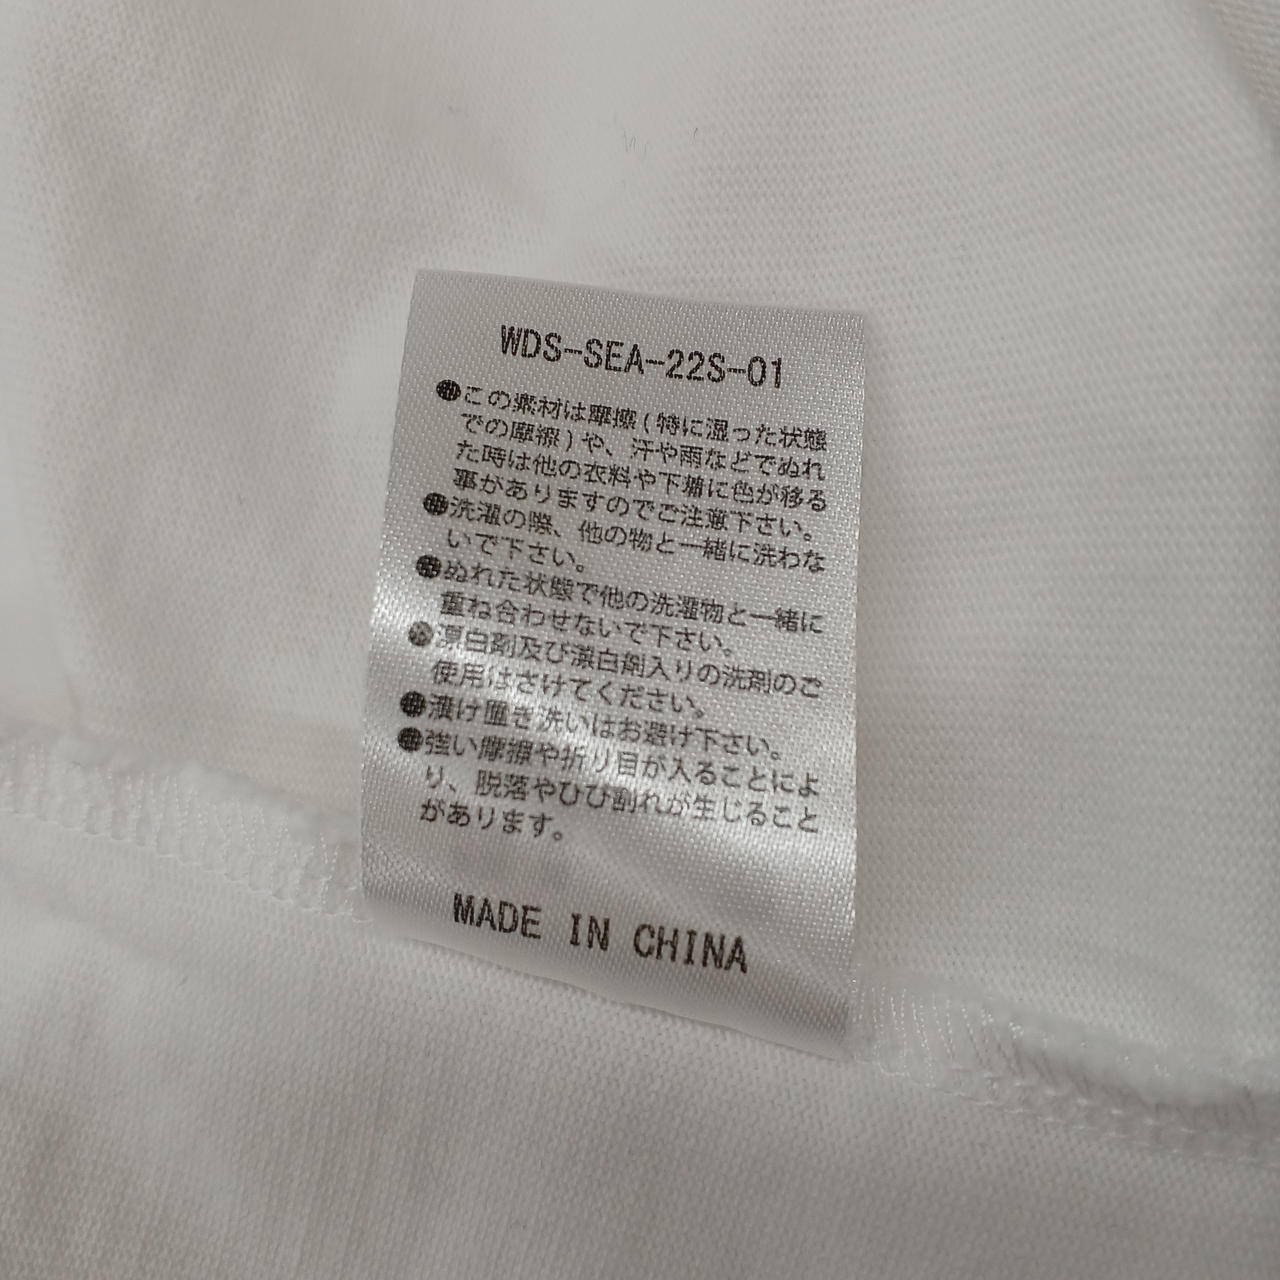 WDS-SEA-22S-01
●この素材は摩擦(特に湿った状態
での摩擦)や、汗や雨などでぬれ
た時は他の衣料や下着に色が移る
事がありますのでご注意下さい。
●洗濯の際、他の物と一緒に洗わな
いで下さい。
●ぬれた状態で他の洗濯物と一緒に
重ね合わせないで下さい。
●漂白剤及び漂白剤入りの洗剤のご
使用はさけてください。
●漬け置き洗いはお避け下さい。
●強い摩擦や折り目が入ることによ
り、脱落やひび割れが生じること
があります。
MADE IN CHINA